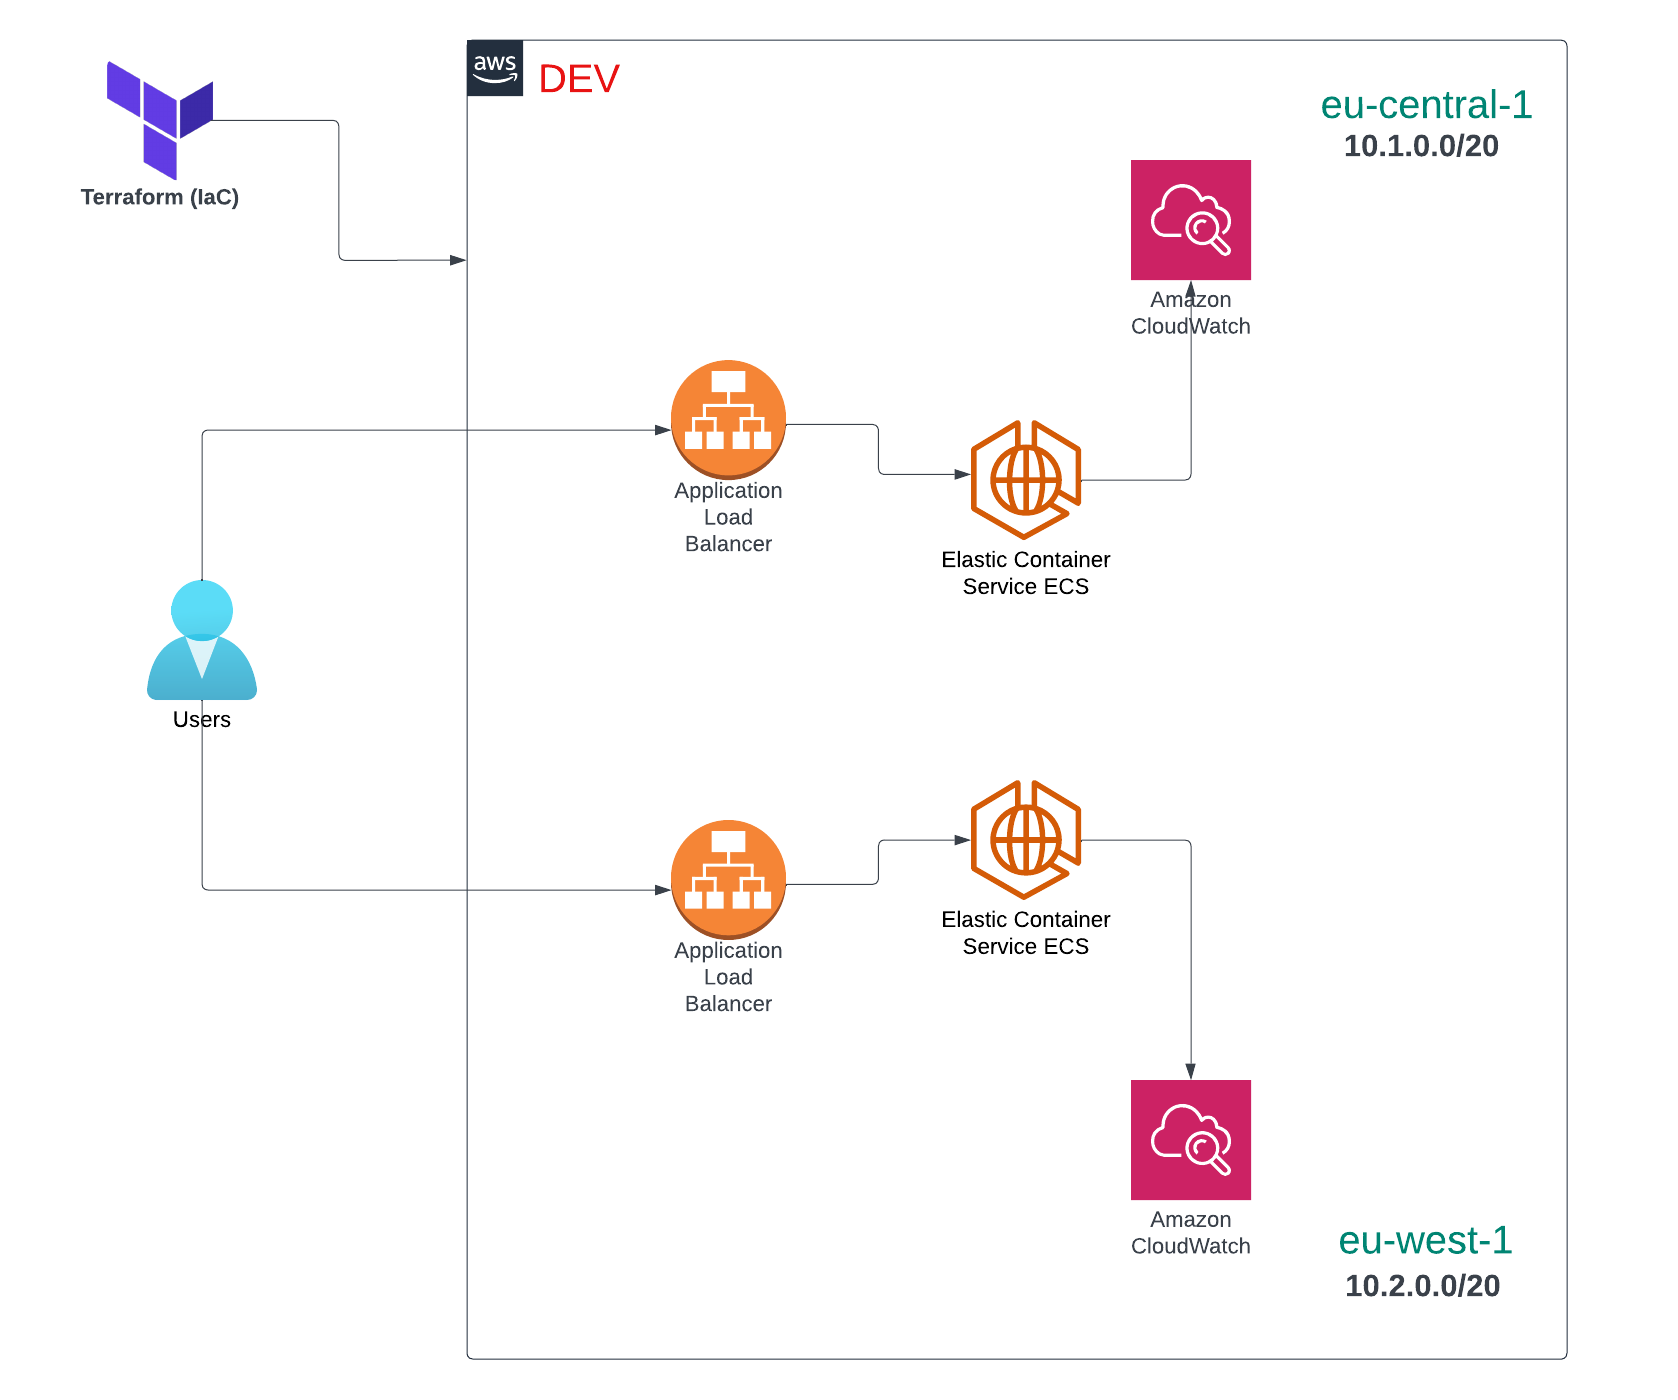 aws
DEV
eu-central-1
10.1.0.0/20
Terraform (IaC)
Amazon
CloudWatch
Application
Load
Balancer
Elastic Container
Service ECS
Users
Elastic Container
Service ECS
Application
Load
Balancer
Amazon
CloudWatch
eu-west-1
10.2.0.0/20